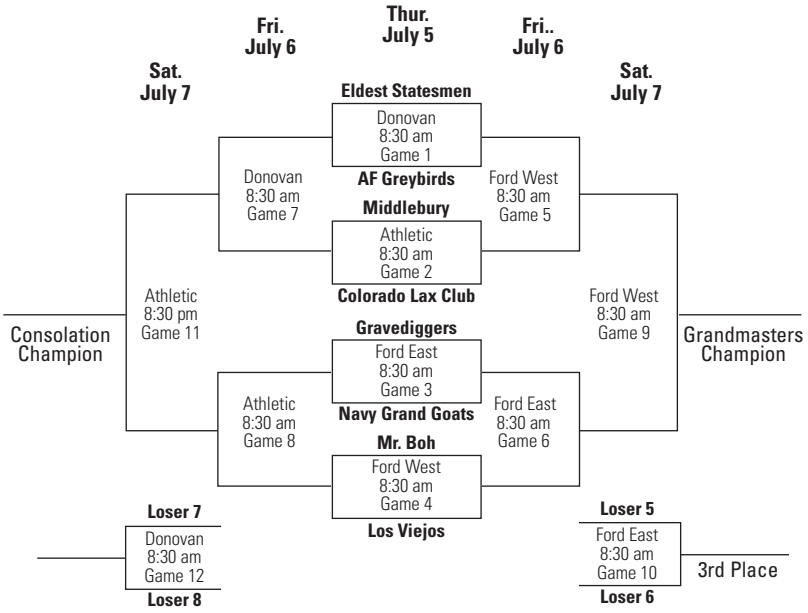 Thur.
July 5
Fri.
July 6
Fri..
July 6
Sat.
July 7
Sat.
July 7
Eldest Statesmen
Donovan
8:30 am
Game 1
AF Greybirds
Donovan
8:30 am
Game 7
Ford West
8:30 am
Game 5
Middlebury
Athletic
8:30 am
Game 2
Colorado Lax Club
Athletic
8:30 pm
Game 11
Ford West
8:30 am
Game 9
Consolation
Champion
Grandmasters
Champion
Gravediggers
Ford East
8:30 am
Game 3
Navy Grand Goats
Athletic
8:30 am
Game 8
Ford East
8:30 am
Game 6
Mr. Boh
Ford West
8:30 am
Game 4
Los Viejos
Loser 7
Donovan
8:30 am
Game 12
Loser 8
Loser 5
Ford East
8:30 am
Game 10
Loser 6
3rd Place